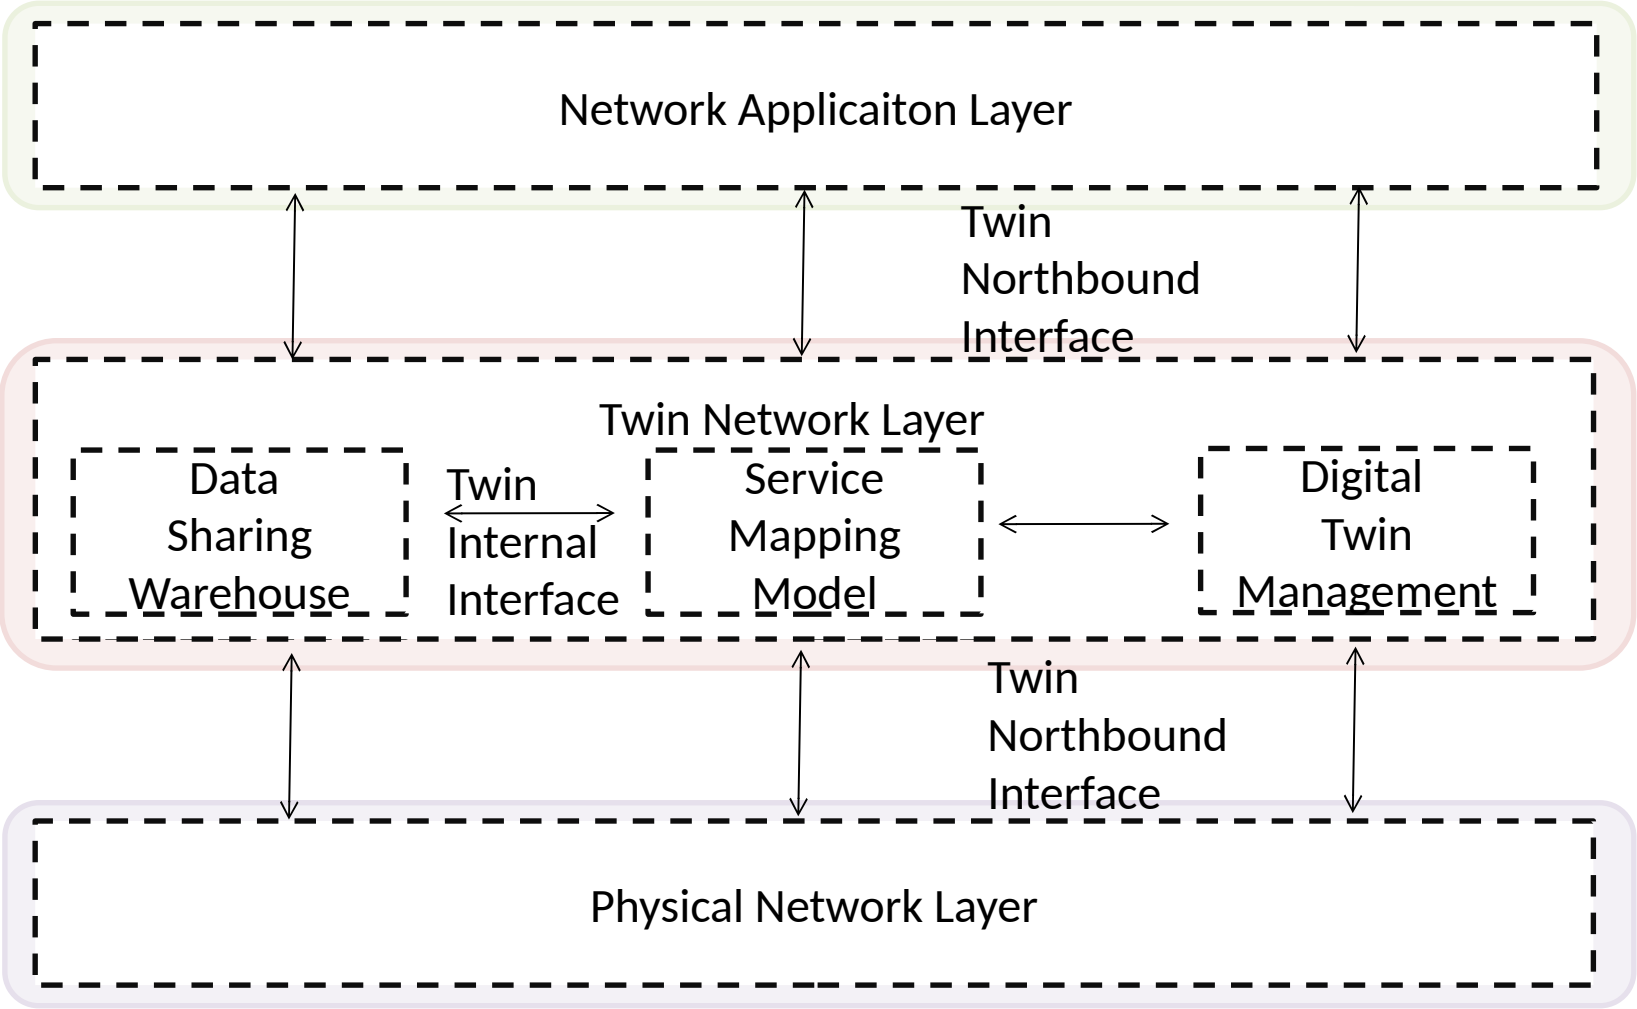 Network Applicaiton Layer
Twin
Northbound
Interface
Twin Network Layer
Data
Sharing
Warehouse
Twin
Internal
Interface
Service
Mapping
Model
Digital
Twin
Management
Twin
Northbound
Interface
Physical Network Layer